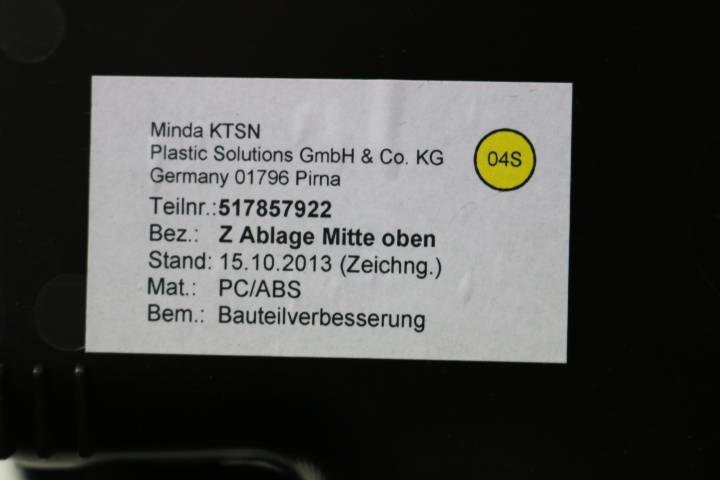 Minda KTSN
Plastic Solutions GmbH & Co. KG
Germany 01796 Pirna
04S
Teilnr.:517857922
Bez.: Z Ablage Mitte oben
Stand: 15.10.2013 (Zeichng.)
Mat.: PC/ABS
Bem.: Bauteilverbesserung